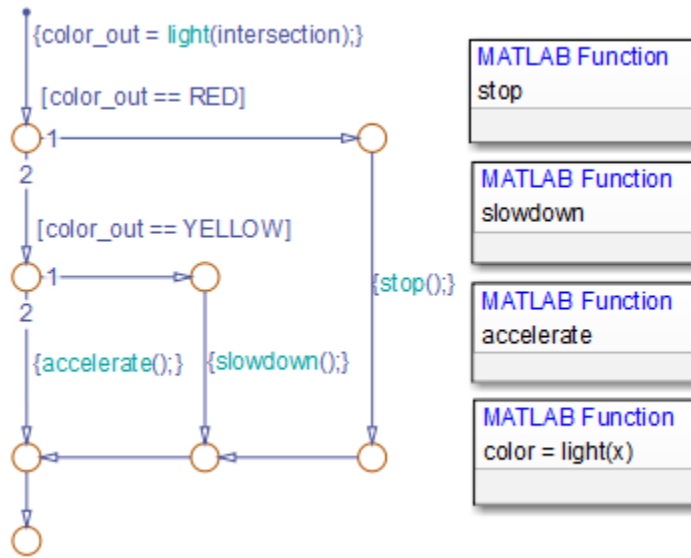 {color_out = light(intersection);}
[color_out == RED]
1
2
[color_out == YELLOW]
1
2
{stop();}
{accelerate();}
{slowdown();}
MATLAB Function
stop
MATLAB Function
slowdown
MATLAB Function
accelerate
MATLAB Function
color = light(x)